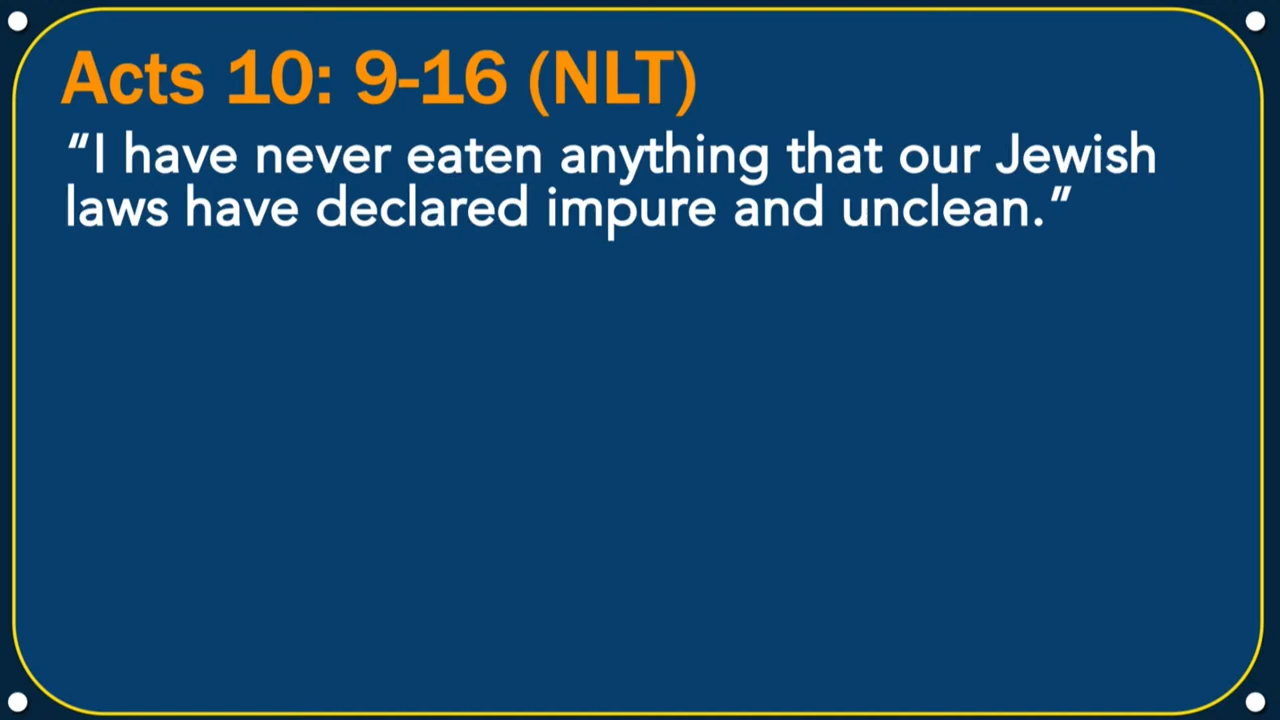 Acts 10: 9-16 (NLT)
“I have never eaten anything that our Jewish
laws have declared impure and unclean.”